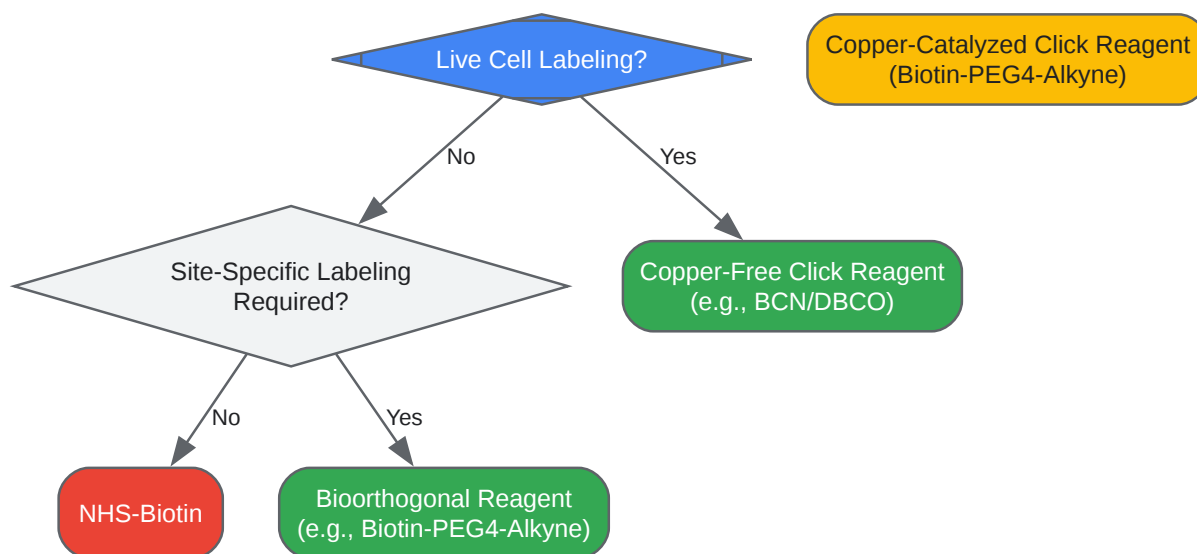 Live Cell Labeling?
Copper-Catalyzed Click Reagent
(Biotin-PEG4-Alkyne)
No
Yes
Site-Specific Labeling
Required?
Copper-Free Click Reagent
(e.g., BCN/DBCO)
No
Yes
NHS-Biotin
Bioorthogonal Reagent
(e.g., Biotin-PEG4-Alkyne)